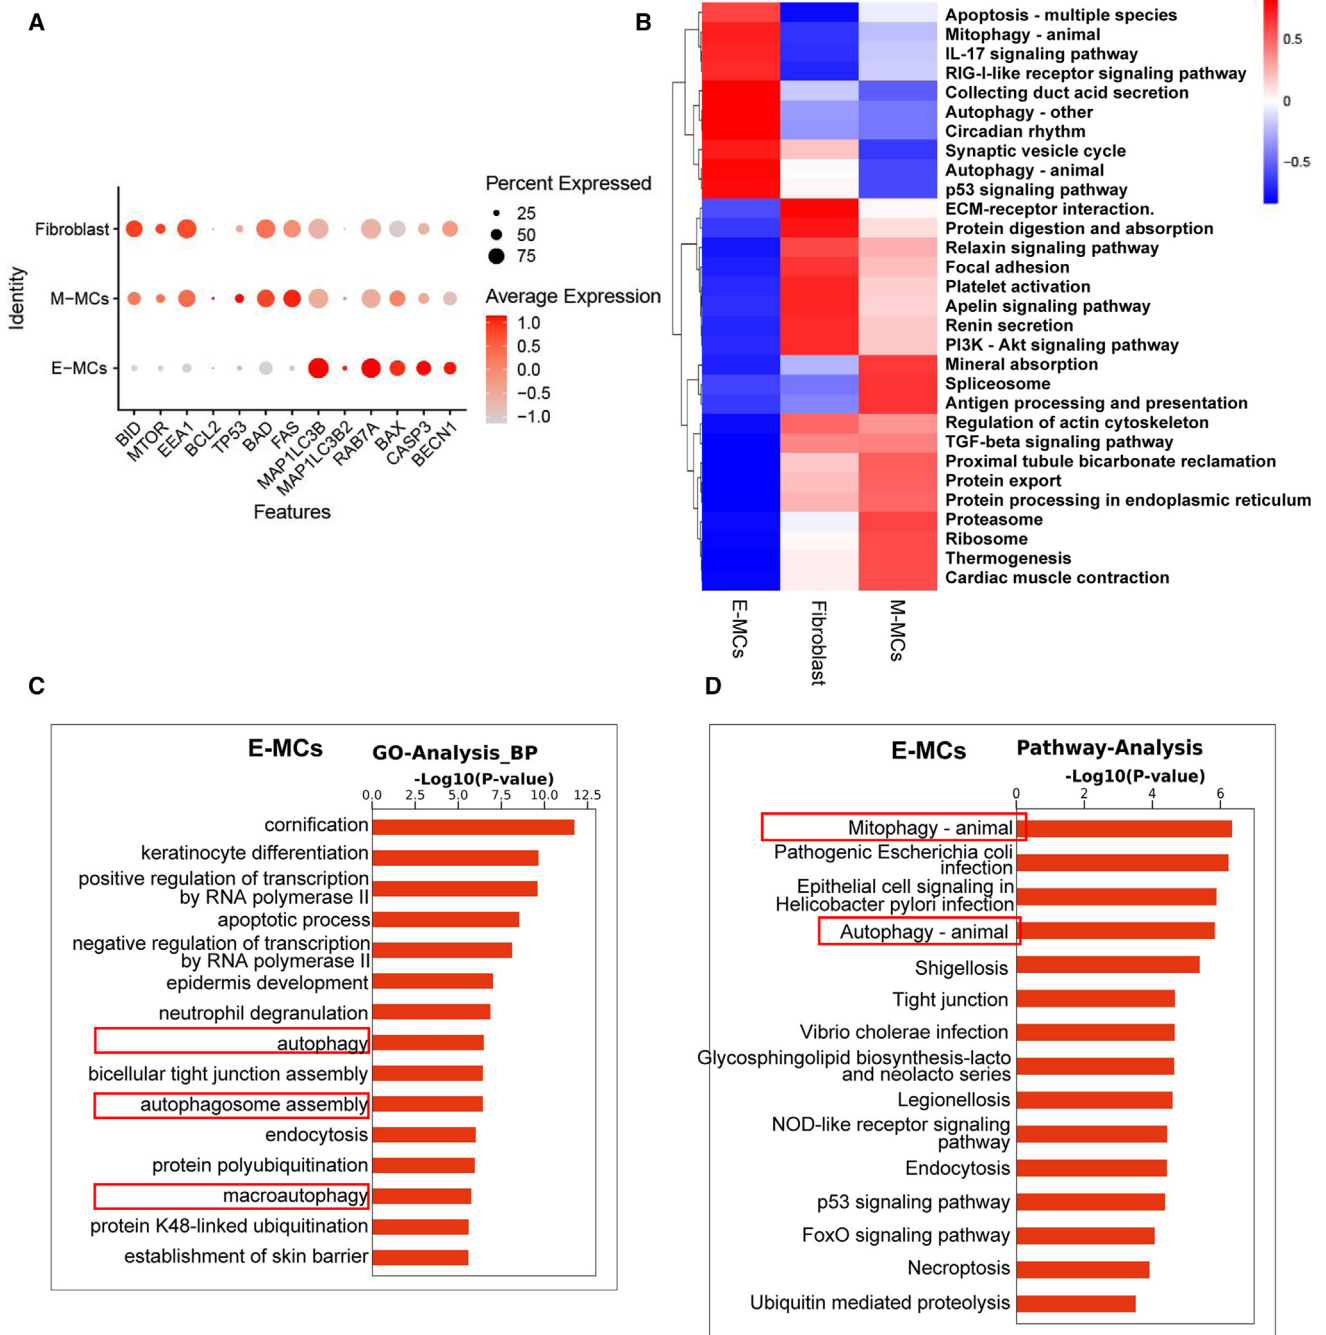 A
Percent Expressed
25
50
75
Average Expression
1.0
0.5
0.0
−0.5
−1.0
Identity
Fibroblast
M−MCs
E−MCs
BID
MTOR
EEA1
BCL2
TP53
BAD
FAS
MAP1LC3B
MAP1LC3B2
RAB7A
BAX
CASP3
BECN1
Features
B
Apoptosis - multiple species
Mitophagy - animal
IL-17 signaling pathway
RIG-I-like receptor signaling pathway
Collecting duct acid secretion
Autophagy - other
Circadian rhythm
Synaptic vesicle cycle
Autophagy - animal
p53 signaling pathway
ECM-receptor interaction.
Protein digestion and absorption
Relaxin signaling pathway
Focal adhesion
Platelet activation
Apelin signaling pathway
Renin secretion
PI3K - Akt signaling pathway
Mineral absorption
Spliceosome
Antigen processing and presentation
Regulation of actin cytoskeleton
TGF-beta signaling pathway
Proximal tubule bicarbonate reclamation
Protein export
Protein processing in endoplasmic reticulum
Proteasome
Ribosome
Thermogenesis
Cardiac muscle contraction
0.5
0
−0.5
E-MCs
Fibroblast
M-MCs
C
E-MCs
GO-Analysis_BP
-Log10(P-value)
0.0 2.5 5.0 7.5 10.0 12.5
cornification
keratinocyte differentiation
positive regulation of transcription
by RNA polymerase II
apoptotic process
negative regulation of transcription
by RNA polymerase II
epidermis development
neutrophil degranulation
autophagy
bicellular tight junction assembly
autophagosome assembly
endocytosis
protein polyubiquitination
macroautophagy
protein K48-linked ubiquitination
establishment of skin barrier
D
E-MCs
Pathway-Analysis
-Log10(P-value)
0 2 4 6
Mitophagy - animal
Pathogenic Escherichia coli
infection
Epithelial cell signaling in
Helicobacter pylori infection
Autophagy - animal
Shigellosis
Tight junction
Vibrio cholerae infection
Glycosphingolipid biosynthesis-lacto
and neolacto series
Legionellosis
NOD-like receptor signaling
pathway
Endocytosis
p53 signaling pathway
FoxO signaling pathway
Necroptosis
Ubiquitin mediated proteolysis